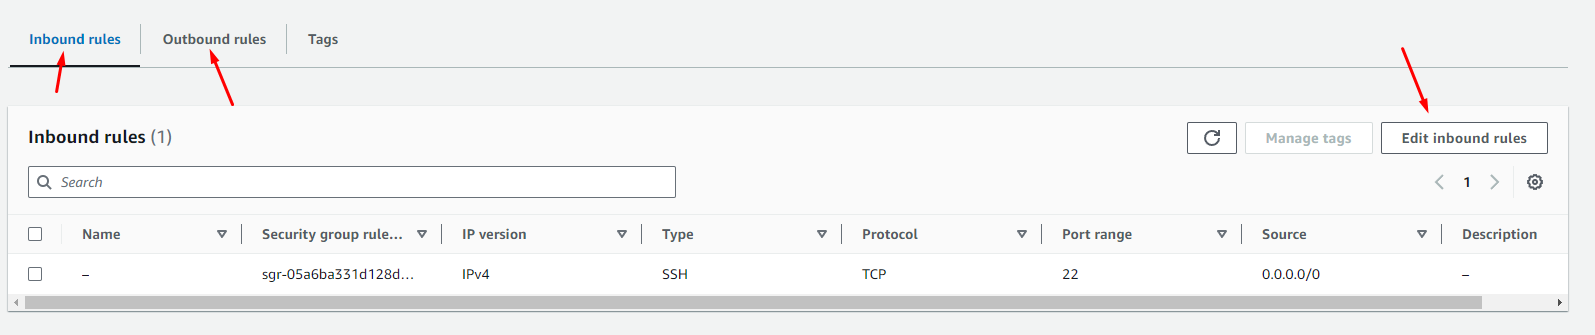 Inbound rules Outbound rules Tags
Inbound rules (1)
Manage tags Edit inbound rules
Search
1
Name Security group rule... IP version Type Protocol Port range Source Description
– sgr-05a6ba331d128d... IPv4 SSH TCP 22 0.0.0.0/0 –